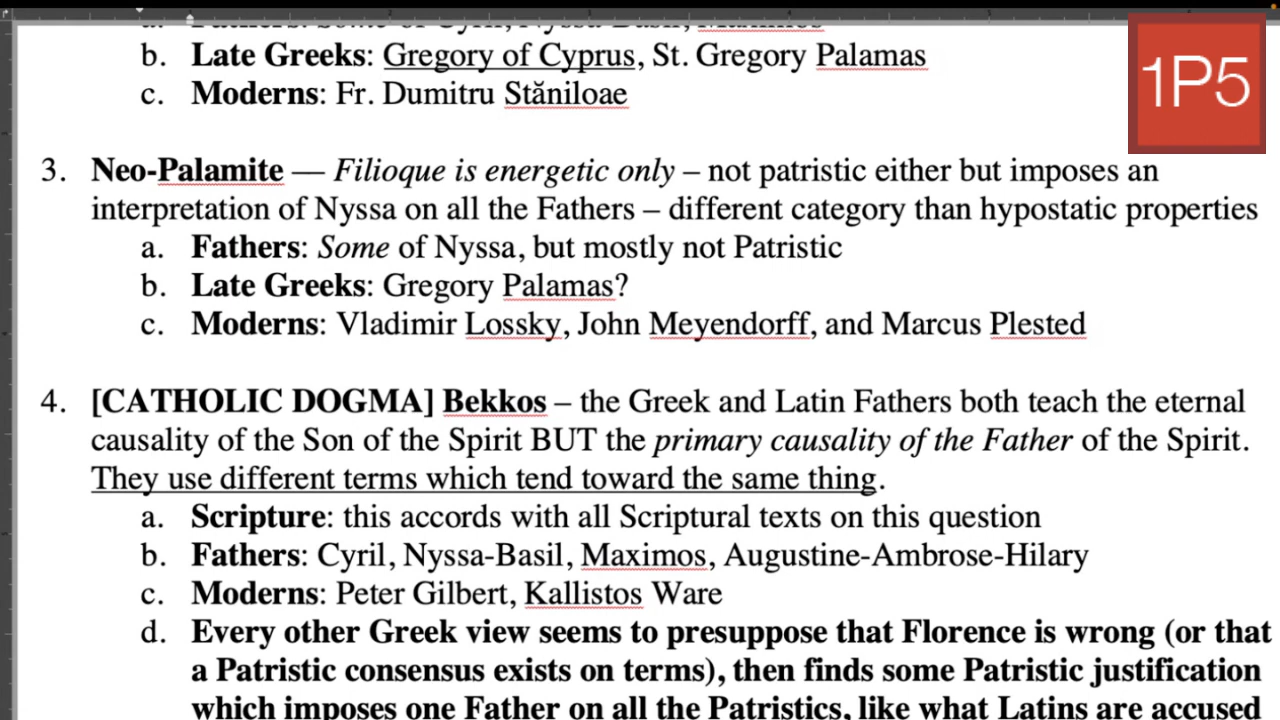 b. Late Greeks: Gregory of Cyprus, St. Gregory Palamas
c. Moderns: Fr. Dumitru Stăniloae
1P5
3. Neo-Palamite — Filioque is energetic only – not patristic either but imposes an
interpretation of Nyssa on all the Fathers – different category than hypostatic properties
a. Fathers: Some of Nyssa, but mostly not Patristic
b. Late Greeks: Gregory Palamas?
c. Moderns: Vladimir Lossky, John Meyendorff, and Marcus Plested
4. [CATHOLIC DOGMA] Bekkos – the Greek and Latin Fathers both teach the eternal
causality of the Son of the Spirit BUT the primary causality of the Father of the Spirit.
They use different terms which tend toward the same thing.
a. Scripture: this accords with all Scriptural texts on this question
b. Fathers: Cyril, Nyssa-Basil, Maximos, Augustine-Ambrose-Hilary
c. Moderns: Peter Gilbert, Kallistos Ware
d. Every other Greek view seems to presuppose that Florence is wrong (or that
a Patristic consensus exists on terms), then finds some Patristic justification
which imposes one Father on all the Patristics, like what Latins are accused